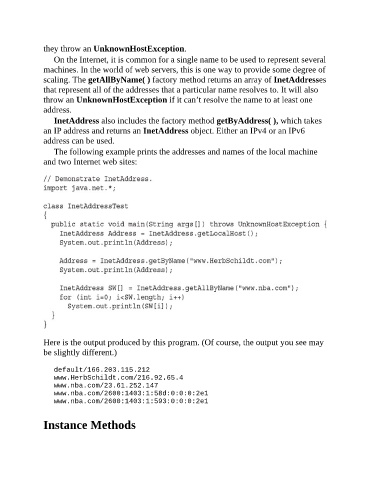 they throw an UnknownHostException.
On the Internet, it is common for a single name to be used to represent several
machines. In the world of web servers, this is one way to provide some degree of
scaling. The getAllByName( ) factory method returns an array of InetAddresses
that represent all of the addresses that a particular name resolves to. It will also
throw an UnknownHostException if it can’t resolve the name to at least one
address.
InetAddress also includes the factory method getByAddress( ), which takes
an IP address and returns an InetAddress object. Either an IPv4 or an IPv6
address can be used.
The following example prints the addresses and names of the local machine
and two Internet web sites:
// Demonstrate InetAddress.
import java.net.*;
class InetAddressTest
{
public static void main(String args[]) throws UnknownHostException {
InetAddress Address = InetAddress.getLocalHost();
System.out.println(Address);
Address = InetAddress.getByName("www.HerbSchildt.com");
System.out.println(Address);
InetAddress SW[] = InetAddress.getAllByName("www.nba.com");
for (int i=0; i<SW.length; i++)
System.out.println(SW[i]);
}
}
Here is the output produced by this program. (Of course, the output you see may
be slightly different.)
default/166.203.115.212
www.HerbSchildt.com/216.92.65.4
www.nba.com/23.61.252.147
www.nba.com/2600:1403:1:58d:0:0:0:2e1
www.nba.com/2600:1403:1:593:0:0:0:2e1
Instance Methods